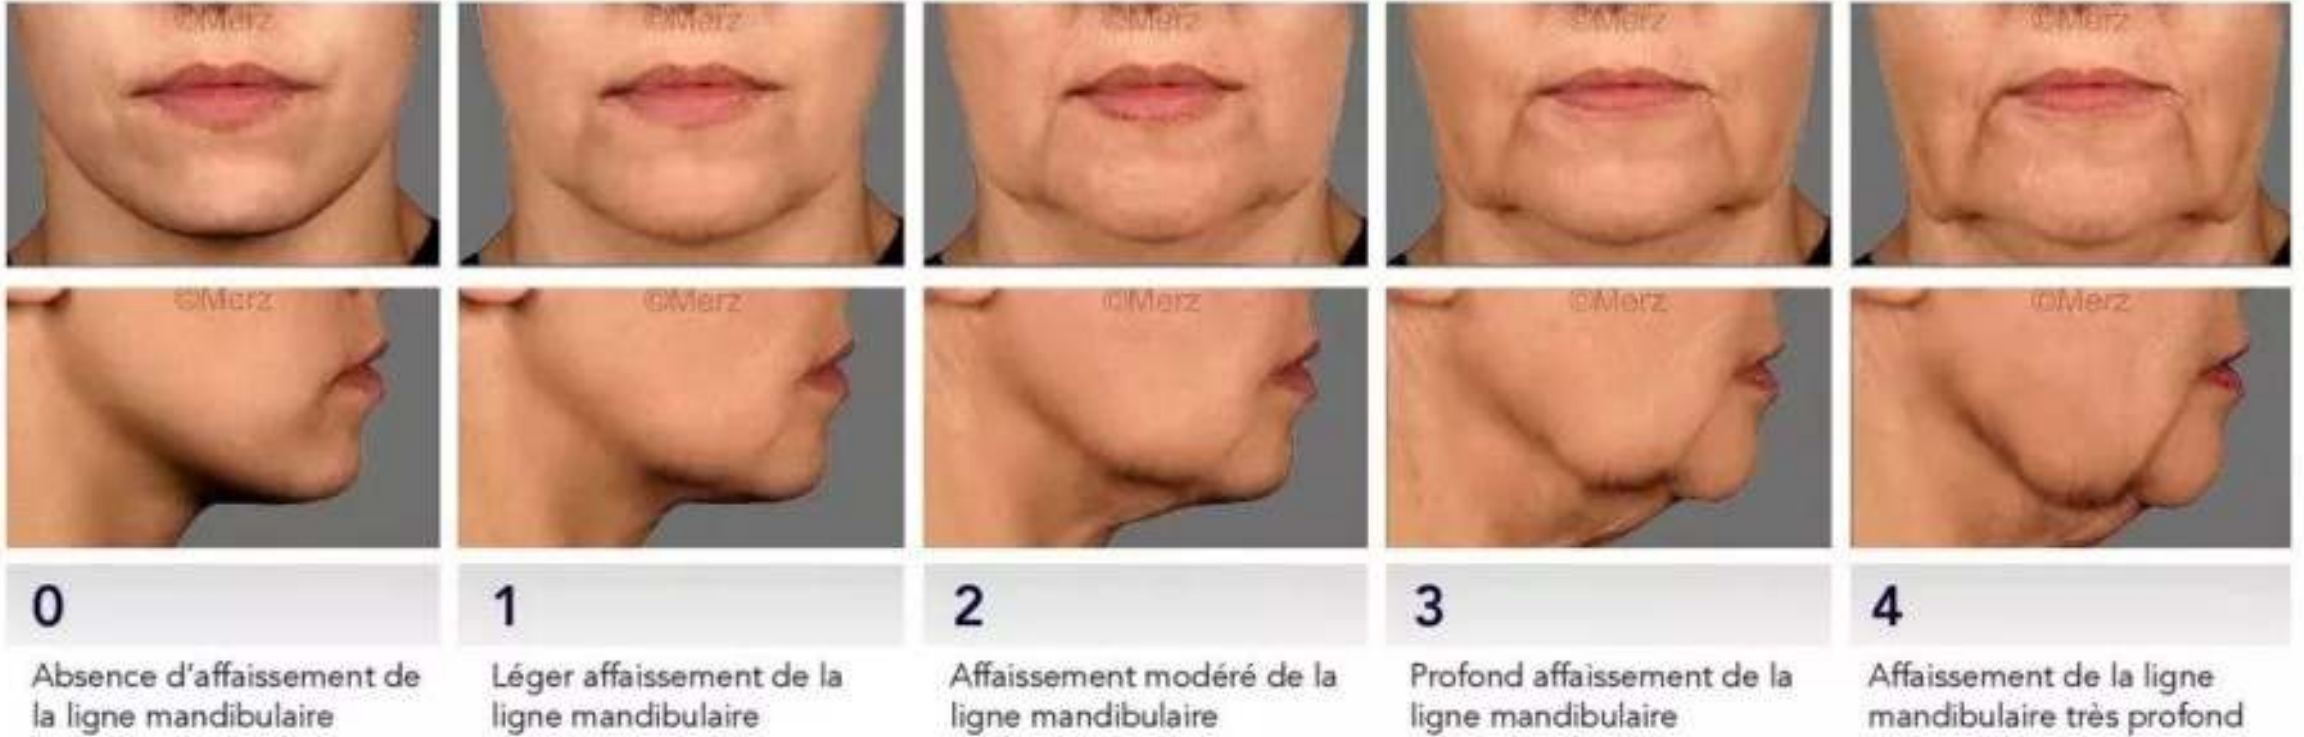 ©Merz
©Merz
©Merz
©Merz
©Merz
©Merz
©Merz
©Merz
©Merz
©Merz
0
Absence d'affaissement de
la ligne mandibulaire
1
Léger affaissement de la
ligne mandibulaire
2
Affaissement modéré de la
ligne mandibulaire
3
Profond affaissement de la
ligne mandibulaire
4
Affaissement de la ligne
mandibulaire très profond